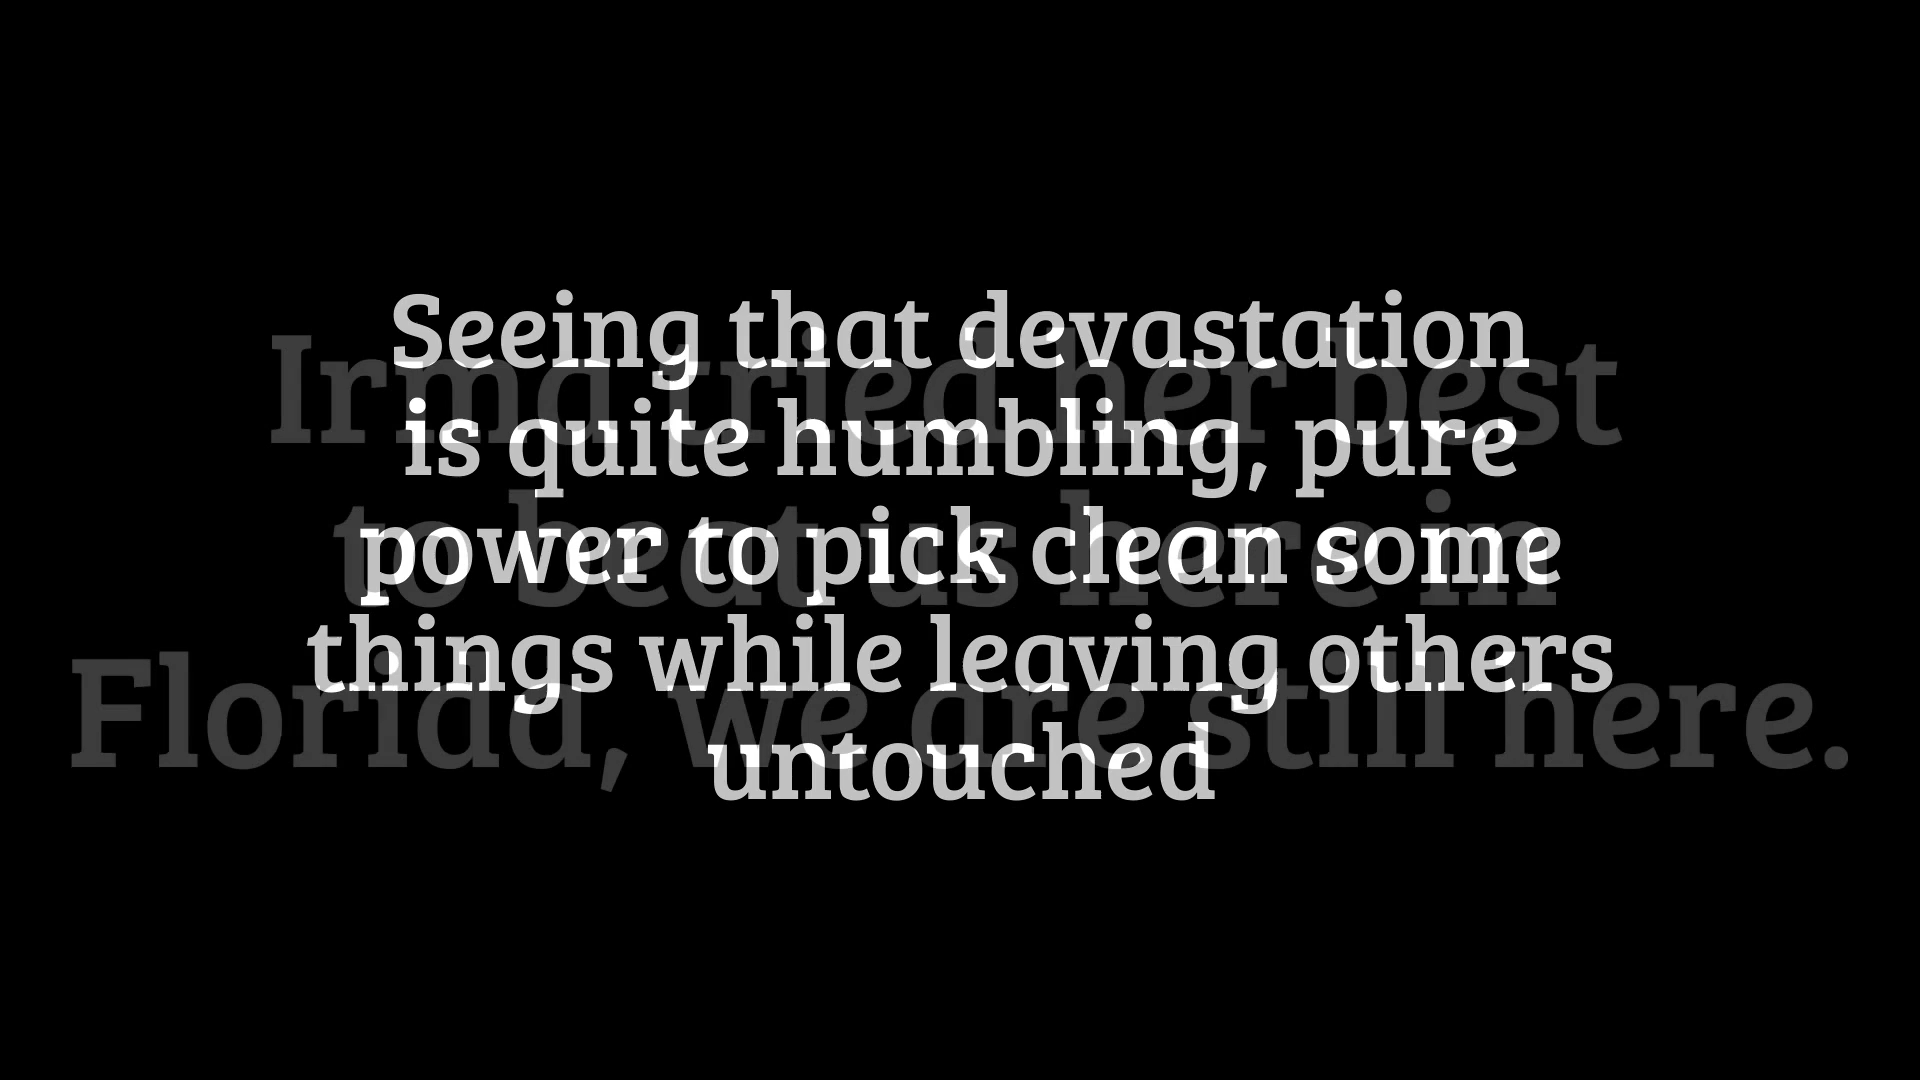 Seeing that devastation
is quite humbling, pure
power to pick clean some
things while leaving others
untouched
Irma tried her best
to beat us here in
Florida, we are still here.